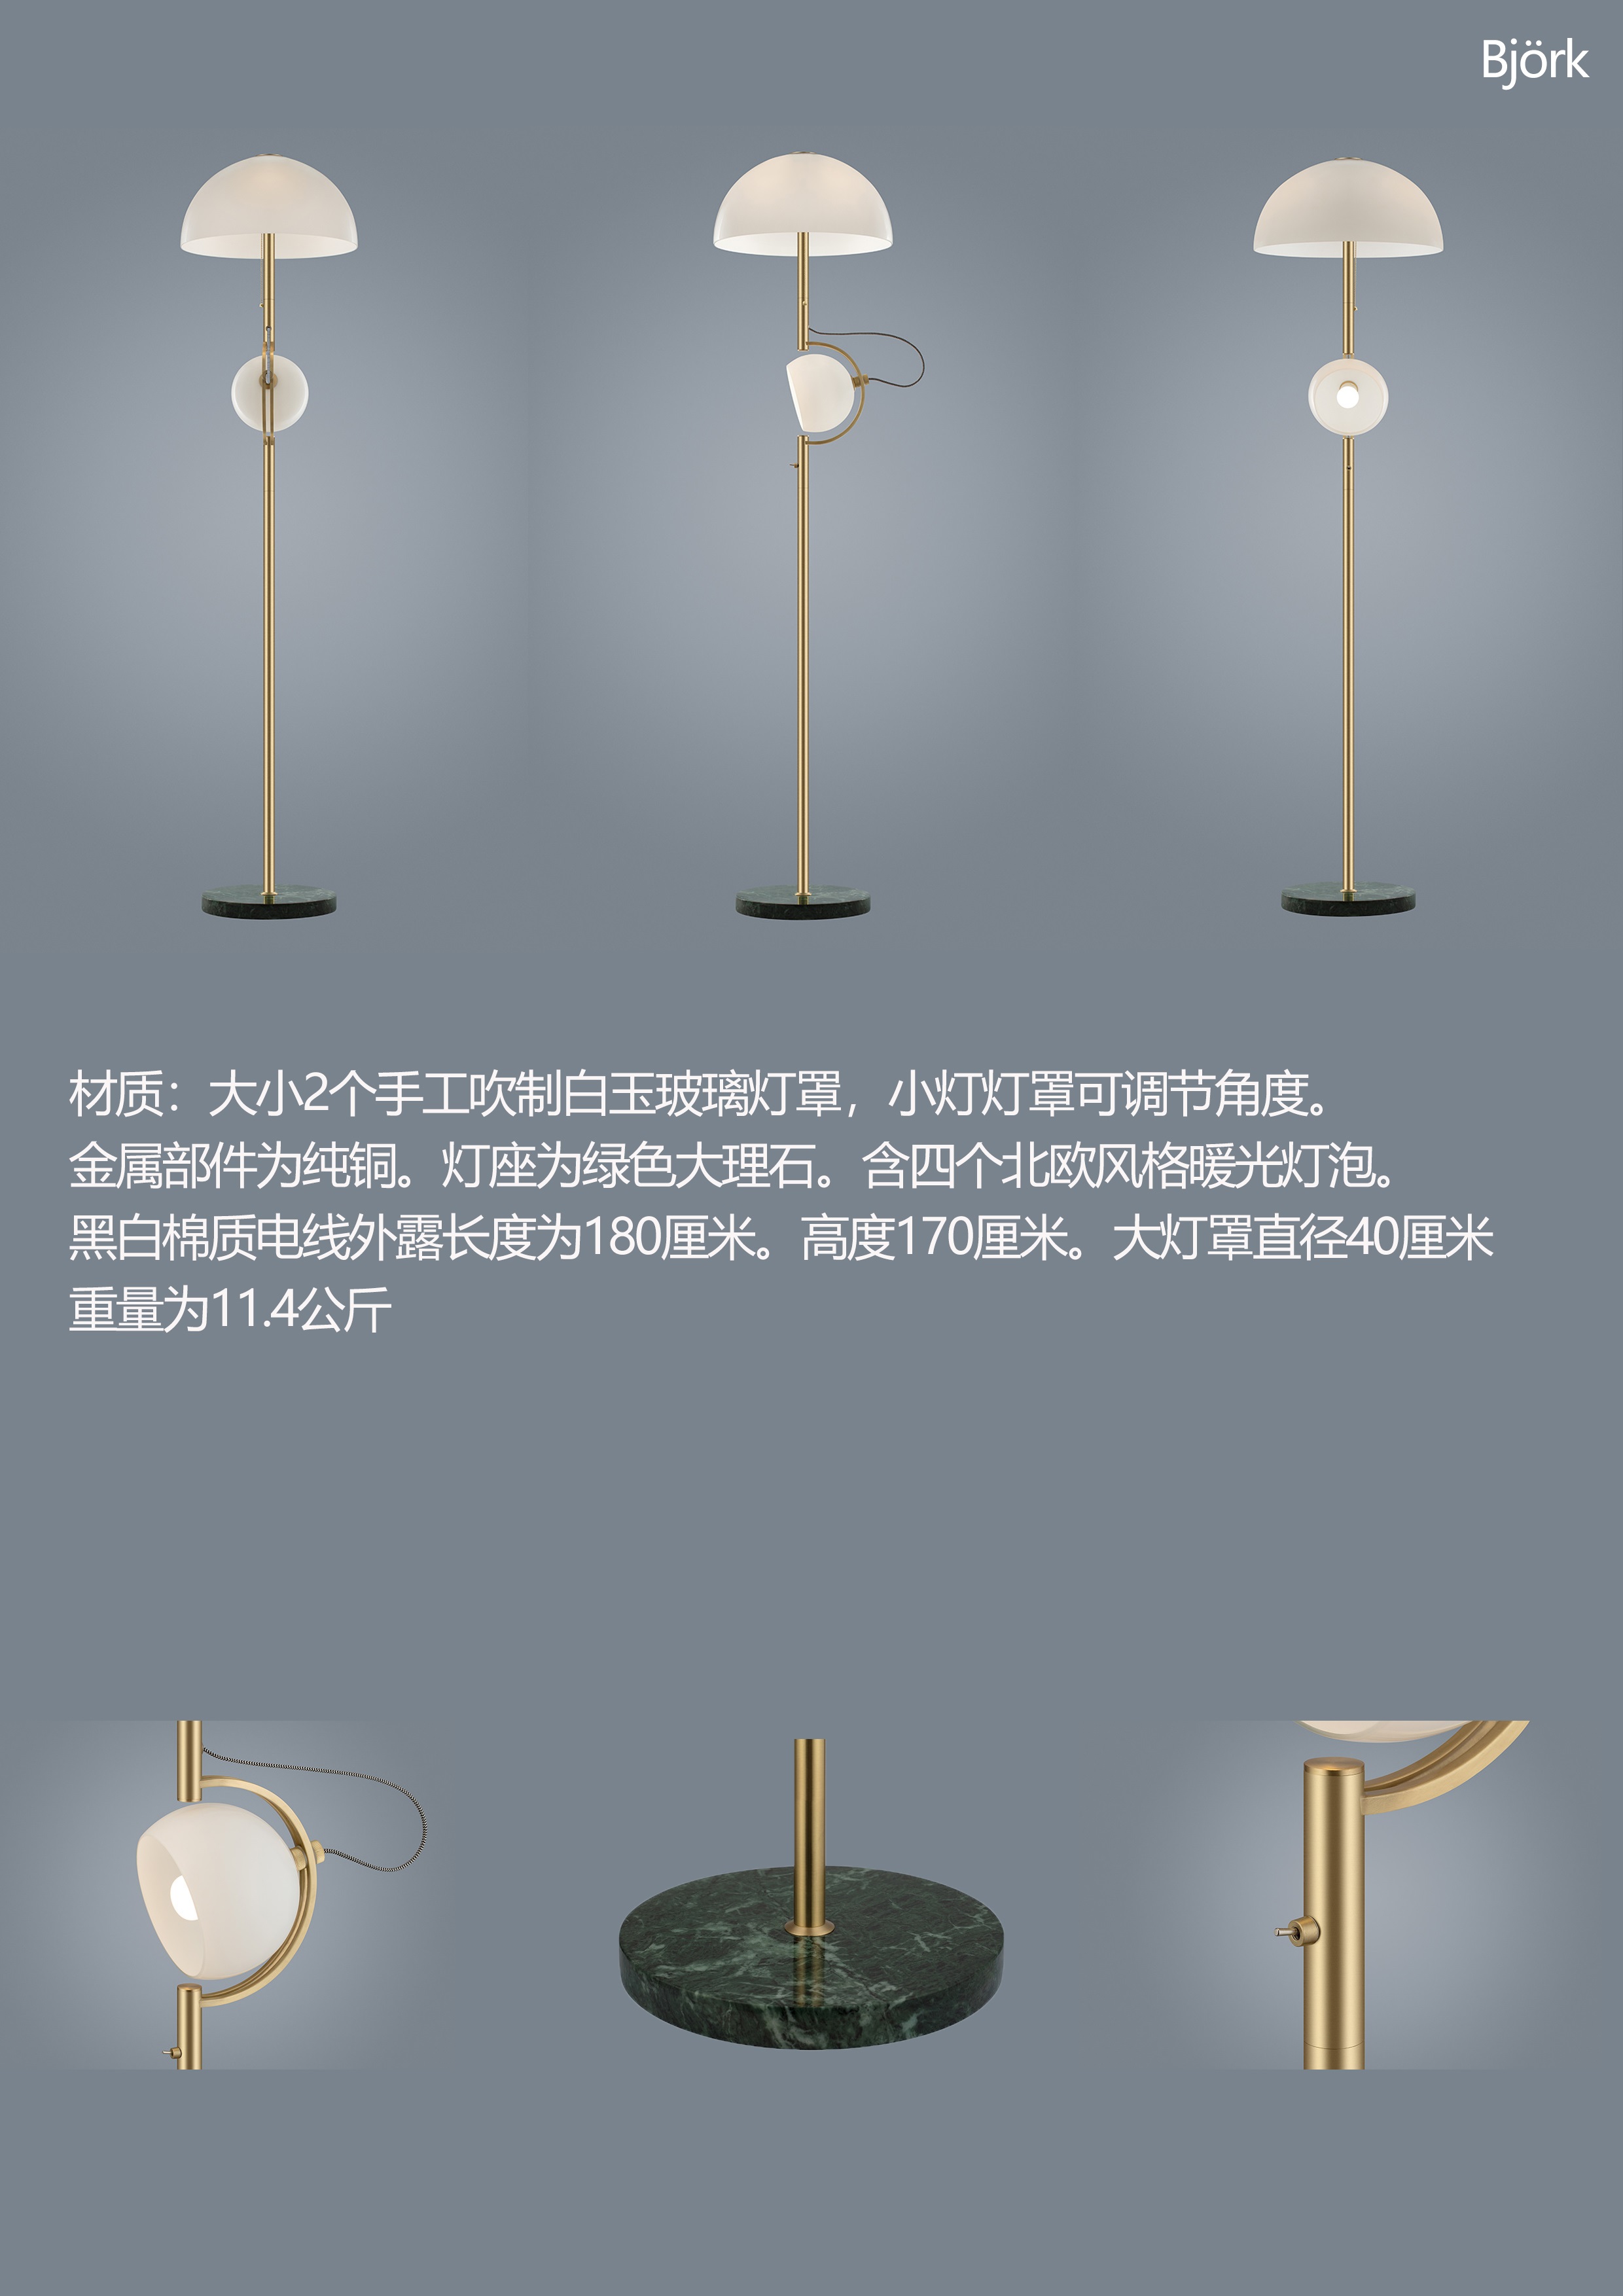 Björk
材质：大小2个手工吹制白玉玻璃灯罩，小灯灯罩可调节角度。
金属部件为纯铜。灯座为绿色大理石。含四个北欧风格暖光灯泡。
黑白棉质电线外露长度为180厘米。高度170厘米。大灯罩直径40厘米
重量为11.4公斤